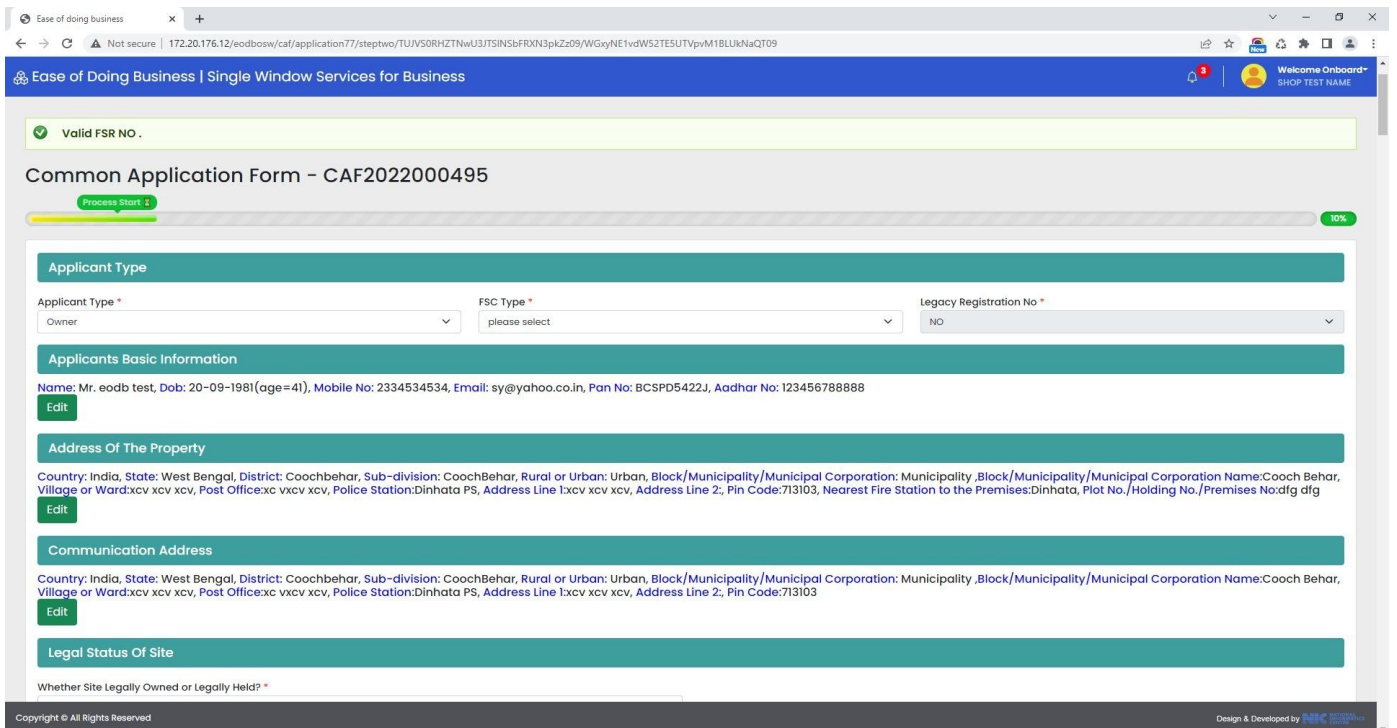 Ease of doing business
Not secure | 172.20.176.12/eodbosw/caf/application77/steptwo/TUJVS0RHZTNwU3JTSlNSbFRXN3pkZz09/WGxyNE1vdW52TE5UTVpvM1BLUkNaQT09
New
Ease of Doing Business | Single Window Services for Business
3
Welcome Onboard
SHOP TEST NAME
Valid FSR NO .
Common Application Form - CAF2022000495
Process Start
10%
Applicant Type
Applicant Type * FSC Type * Legacy Registration No *
Owner please select NO
Applicants Basic Information
Name: Mr. eodb test, Dob: 20-09-1981(age=41), Mobile No: 2334534534, Email: sy@yahoo.co.in, Pan No: BCSPD5422J, Aadhar No: 123456788888
Edit
Address Of The Property
Country: India, State: West Bengal, District: Coochbehar, Sub-division: CoochBehar, Rural or Urban: Urban, Block/Municipality/Municipal Corporation: Municipality ,Block/Municipality/Municipal Corporation Name:Cooch Behar,
Village or Ward:xcv xcv xcv, Post Office:xc vxcv xcv, Police Station:Dinhata PS, Address Line 1:xcv xcv xcv, Address Line 2:, Pin Code:713103, Nearest Fire Station to the Premises:Dinhata, Plot No./Holding No./Premises No:dfg dfg
Edit
Communication Address
Country: India, State: West Bengal, District: Coochbehar, Sub-division: CoochBehar, Rural or Urban: Urban, Block/Municipality/Municipal Corporation: Municipality ,Block/Municipality/Municipal Corporation Name:Cooch Behar,
Village or Ward:xcv xcv xcv, Post Office:xc vxcv xcv, Police Station:Dinhata PS, Address Line 1:xcv xcv xcv, Address Line 2:, Pin Code:713103
Edit
Legal Status Of Site
Whether Site Legally Owned or Legally Held? *
Copyright © All Rights Reserved
Design & Developed by